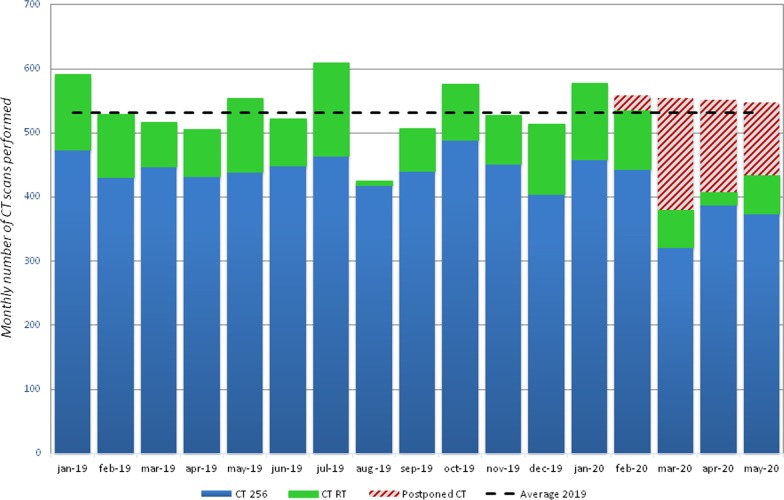 Monthly number of CT scans performed
700
600
500
400
300
200
100
0
jan-19 feb-19 mar-19 apr-19 may-19 jun-19 jul-19 aug-19 sep-19 oct-19 nov-19 dec-19 jan-20 feb-20 mar-20 apr-20 may-20
CT 256 CT RT Postponed CT Average 2019